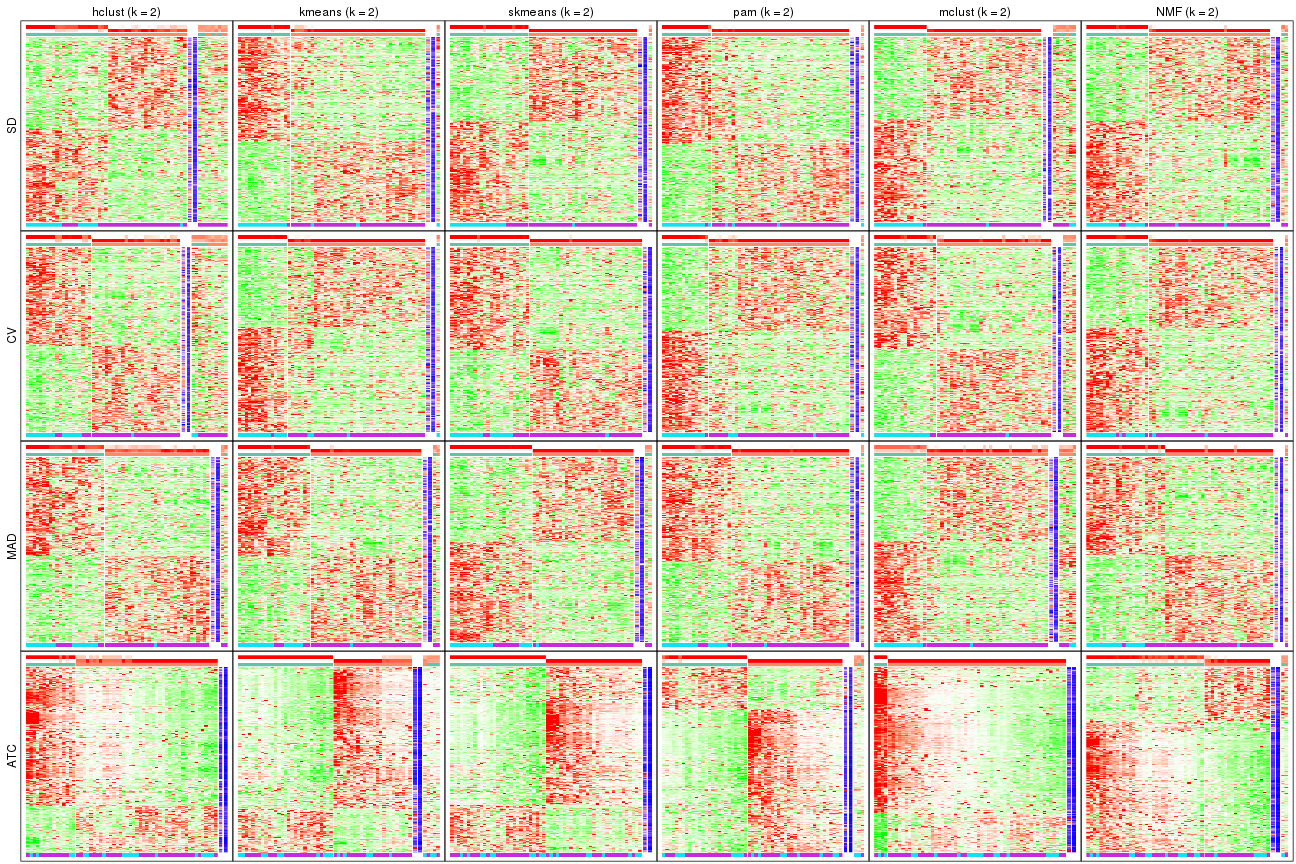 hclust (k = 2) kmeans (k = 2) skmeans (k = 2) pam (k = 2) mclust (k = 2) NMF (k = 2)
SD
CV
MAD
ATC